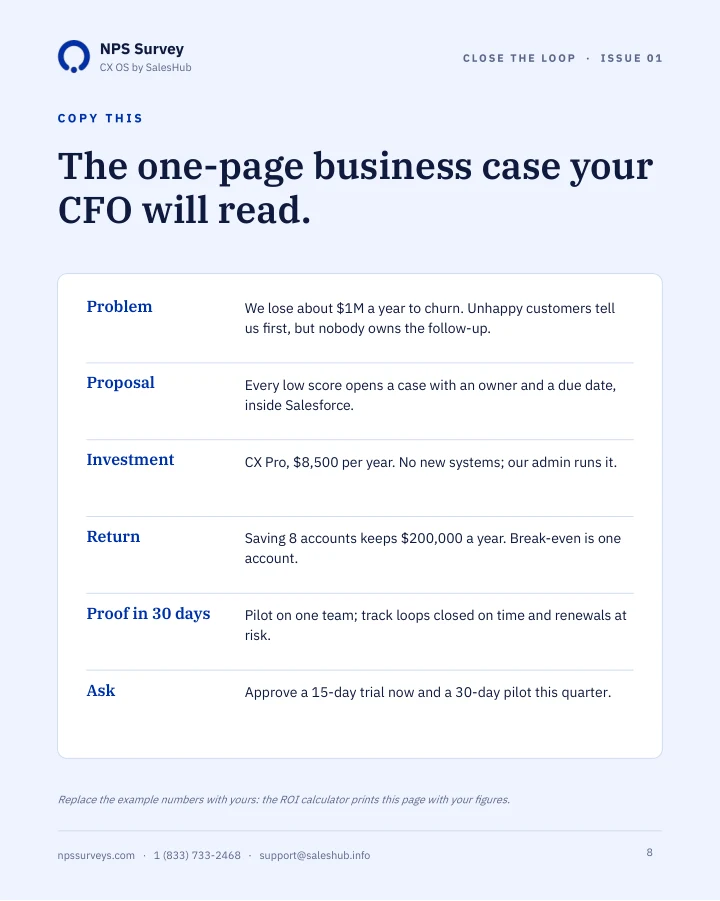 NPS Survey
CX OS by SalesHub
CLOSE THE LOOP · ISSUE 01
COPY THIS
The one-page business case your
CFO will read.
Problem
We lose about $1M a year to churn. Unhappy customers tell
us first, but nobody owns the follow-up.
Proposal
Every low score opens a case with an owner and a due date,
inside Salesforce.
Investment
CX Pro, $8,500 per year. No new systems; our admin runs it.
Return
Saving 8 accounts keeps $200,000 a year. Break-even is one
account.
Proof in 30 days
Pilot on one team; track loops closed on time and renewals at
risk.
Ask
Approve a 15-day trial now and a 30-day pilot this quarter.
Replace the example numbers with yours: the ROI calculator prints this page with your figures.
npssurveys.com · 1 (833) 733-2468 · support@saleshub.info
8